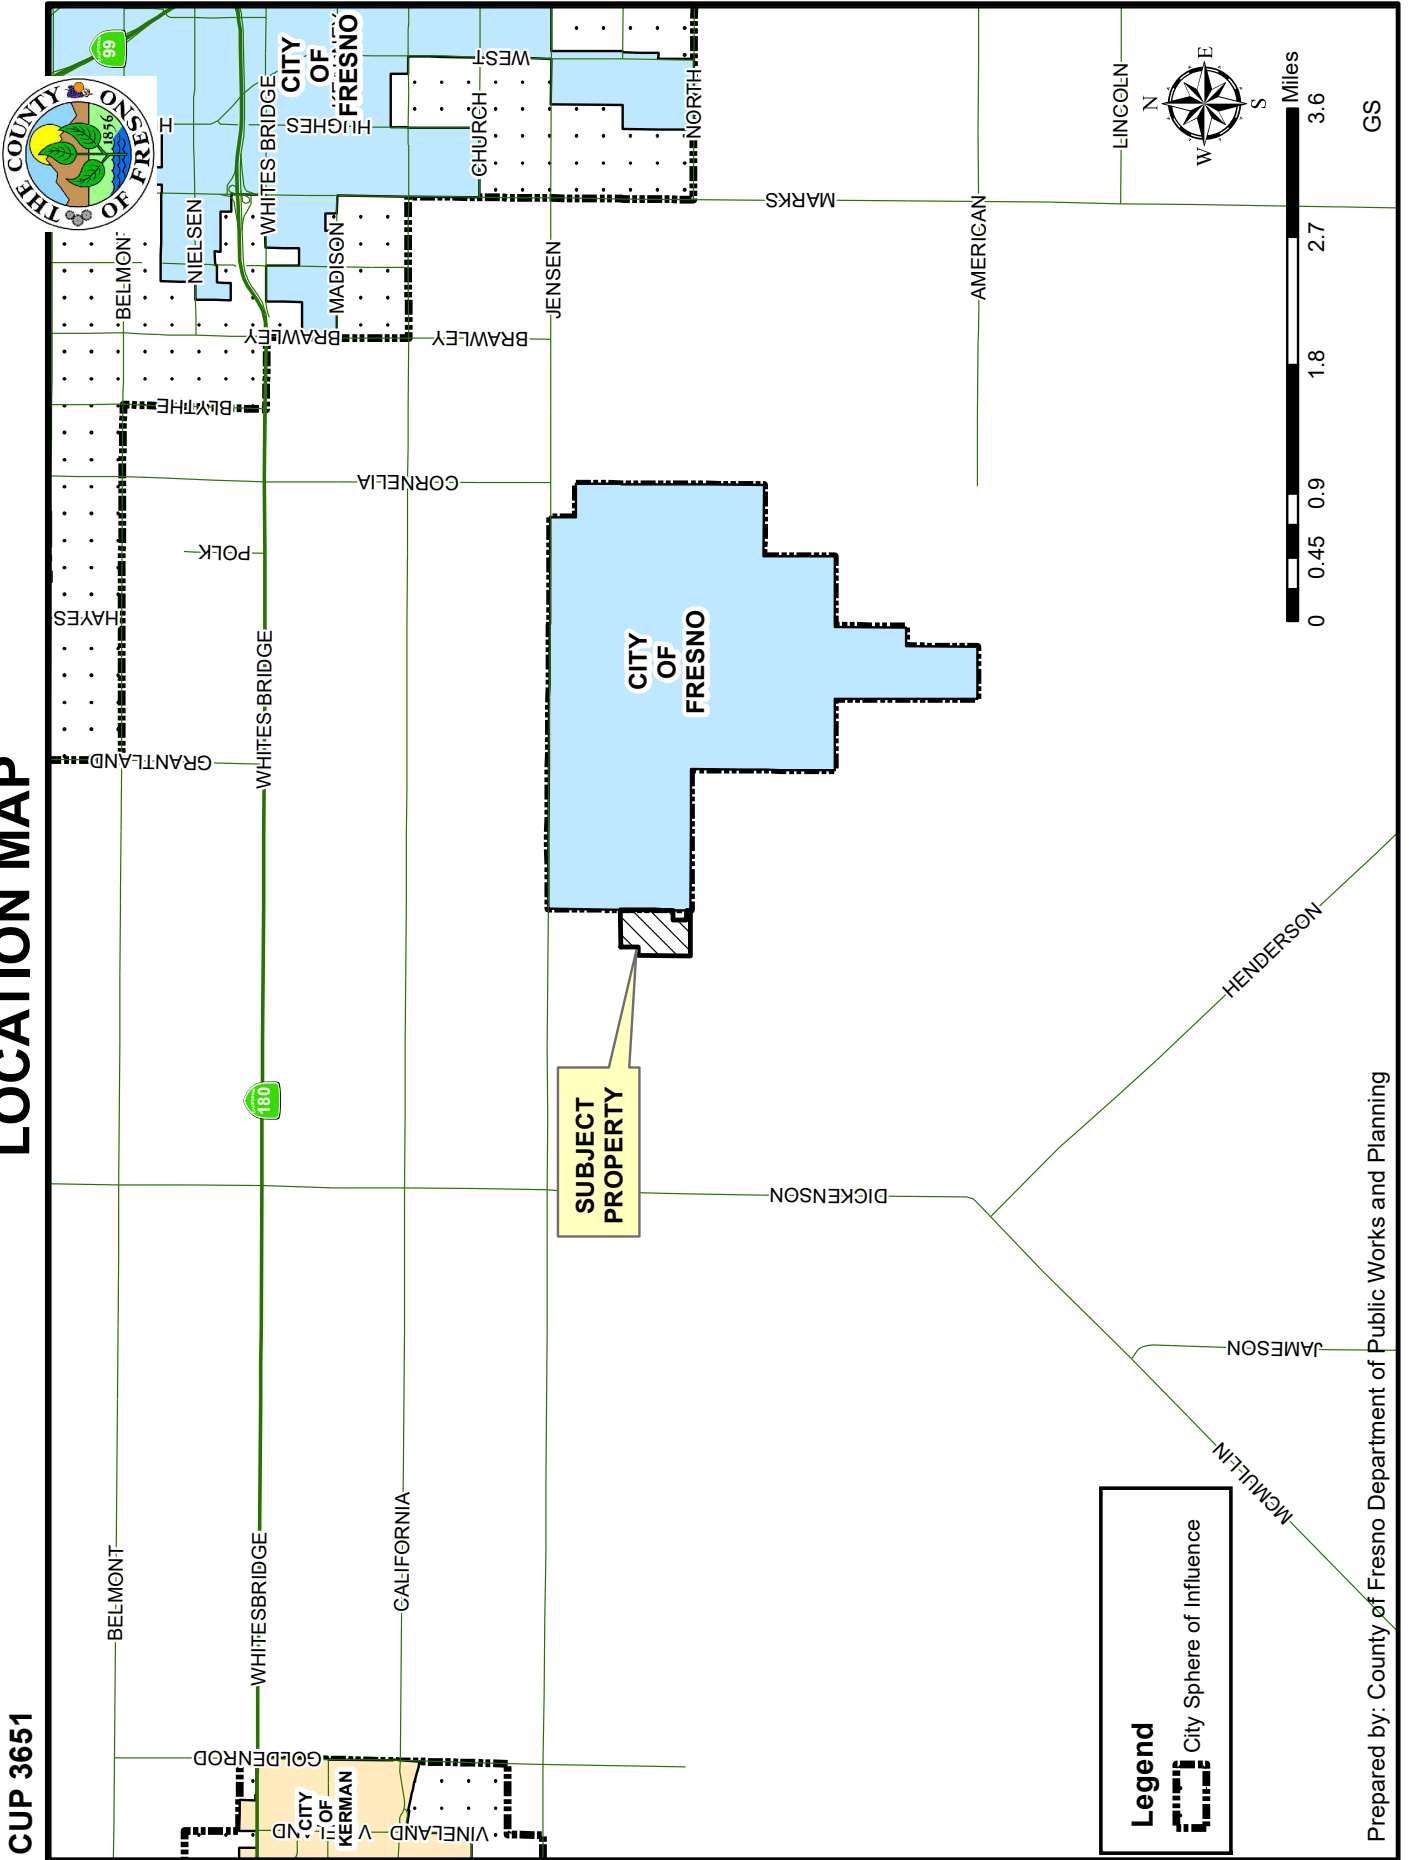 CUP 3651
LOCATION MAP
THE COUNTY OF FRESNO
1856
99
180
BELMONT
BELMONT
NIELSEN
WHITESBRIDGE
WHITESBRIDGE
WHITES BRIDGE
MADISON
CALIFORNIA
CHURCH
JENSEN
NORTH
AMERICAN
LINCOLN
GOLDENROD
VINELAND
DICKENSON
GRANTLAND
HAYES
POLK
CORNELIA
BLYTHE
BRAWLEY
BRAWLEY
MARKS
HUGHES
H
WEST
JAMESON
MCMULLIN
HENDERSON
CITY
OF
FRESNO
CITY
OF
FRESNO
CITY
OF
KERMAN
SUBJECT
PROPERTY
Legend
City Sphere of Influence
N
E
S
W
0 0.45 0.9 1.8 2.7 3.6
Miles
GS
Prepared by: County of Fresno Department of Public Works and Planning